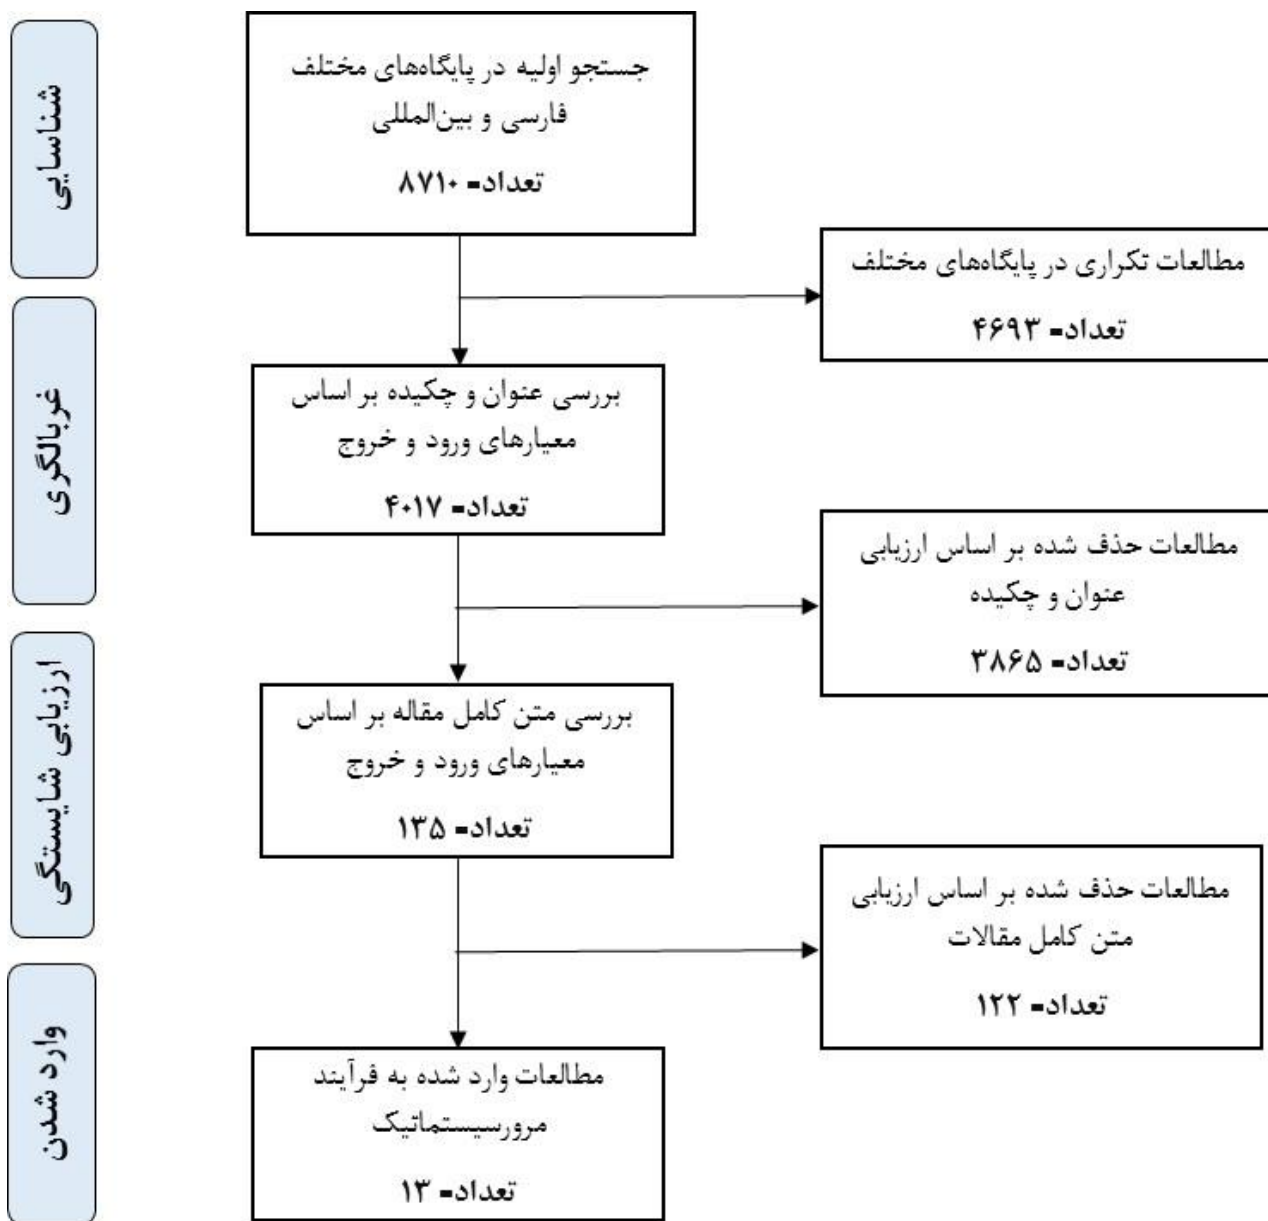 شناسایی
جستجو اولیه در پایگاه‌های مختلف
فارسی و بین‌المللی
تعداد= ۸۷۱۰
مطالعات تکراری در پایگاه‌های مختلف
تعداد= ۴۶۹۳
غربالگری
بررسی عنوان و چکیده بر اساس
معیارهای ورود و خروج
تعداد= ۴۰۱۷
مطالعات حذف شده بر اساس ارزیابی
عنوان و چکیده
تعداد= ۳۸۶۵
ارزیابی شایستگی
بررسی متن کامل مقاله بر اساس
معیارهای ورود و خروج
تعداد= ۱۳۵
مطالعات حذف شده بر اساس ارزیابی
متن کامل مقالات
تعداد= ۱۲۲
وارد شدن
مطالعات وارد شده به فرآیند
مرورسیستماتیک
تعداد= ۱۳